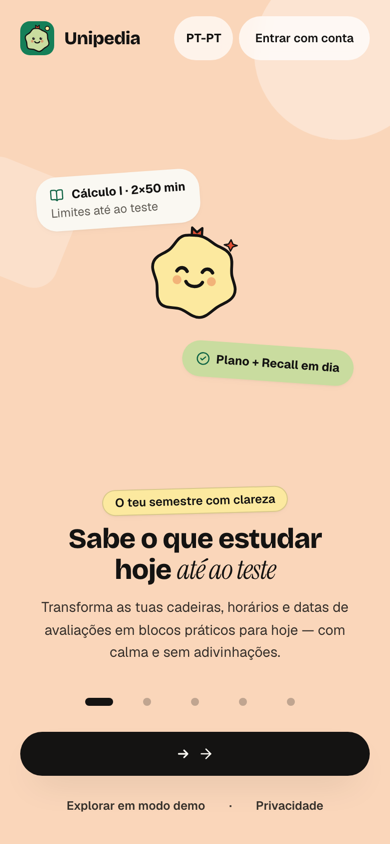 Unipedia
PT-PT
Entrar com conta
Cálculo I · 2×50 min
Limites até ao teste
Plano + Recall em dia
O teu semestre com clareza
Sabe o que estudar
hoje até ao teste
Transforma as tuas cadeiras, horários e datas de
avaliações em blocos práticos para hoje — com
calma e sem adivinhações.
→ →
Explorar em modo demo · Privacidade